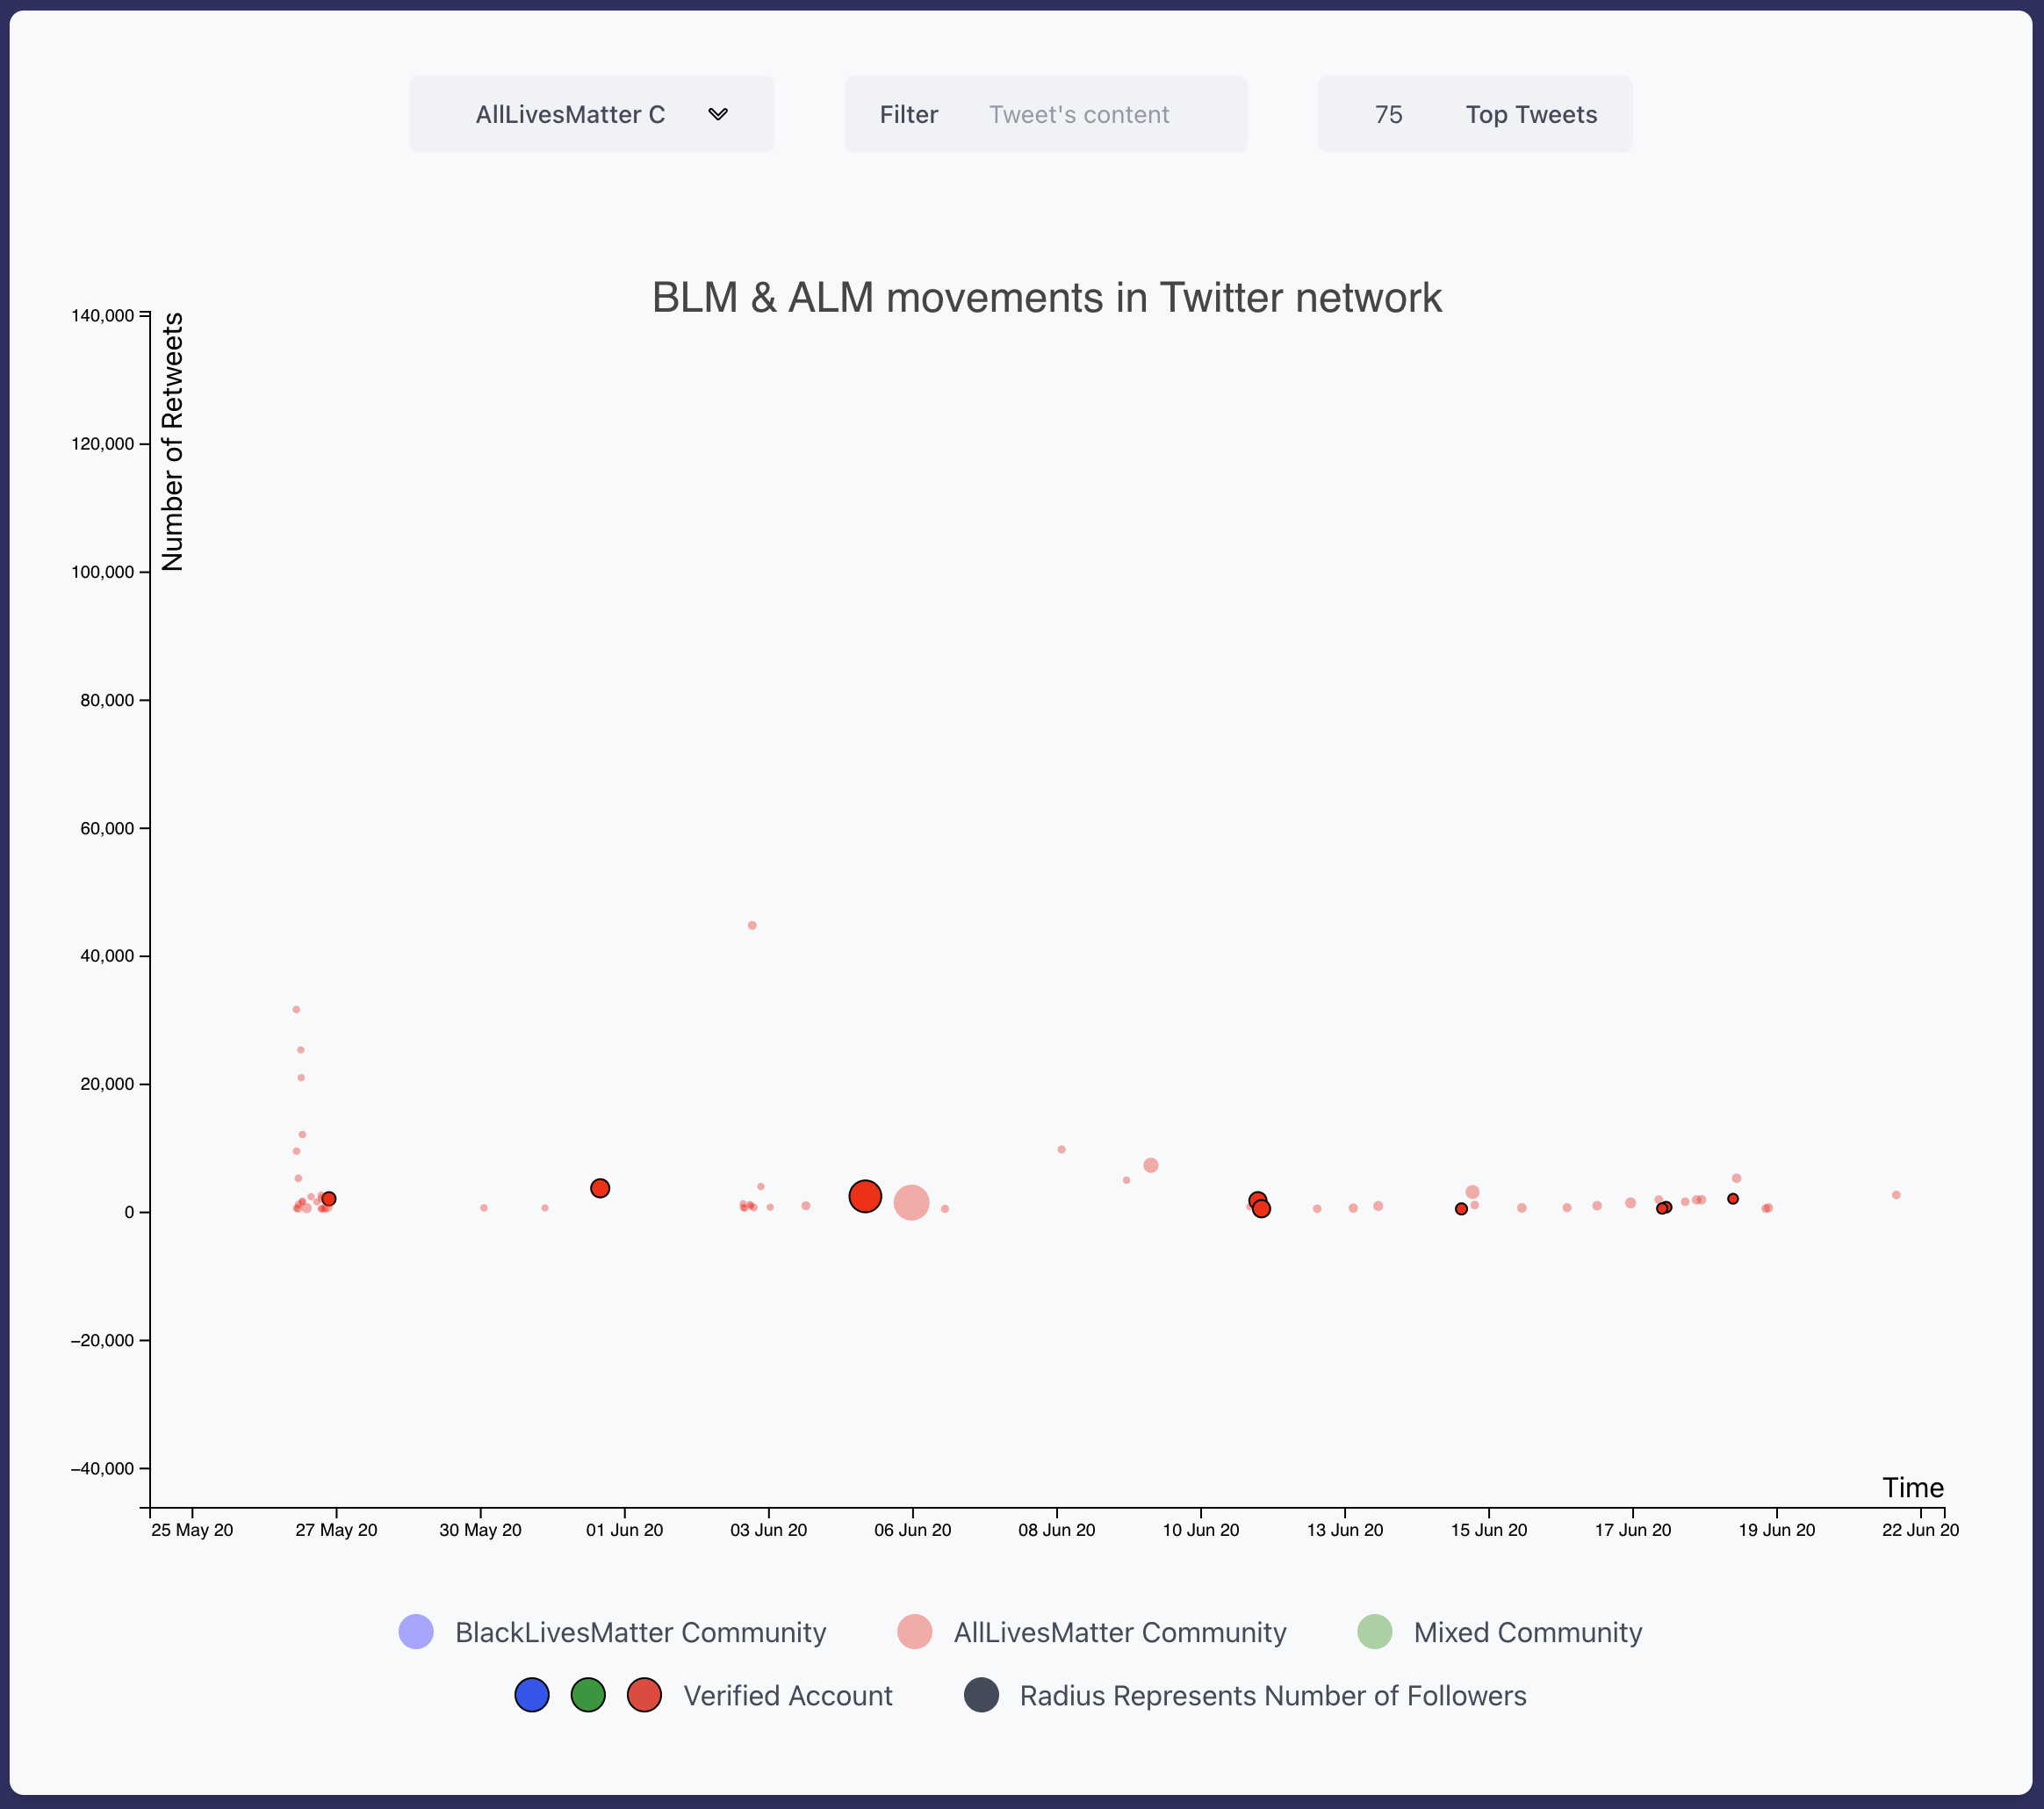 AllLivesMatter C
Filter Tweet's content
75 Top Tweets
BLM & ALM movements in Twitter network
Number of Retweets
140,000
120,000
100,000
80,000
60,000
40,000
20,000
0
−20,000
−40,000
Time
25 May 20 27 May 20 30 May 20 01 Jun 20 03 Jun 20 06 Jun 20 08 Jun 20 10 Jun 20 13 Jun 20 15 Jun 20 17 Jun 20 19 Jun 20 22 Jun 20
BlackLivesMatter Community AllLivesMatter Community Mixed Community
Verified Account Radius Represents Number of Followers